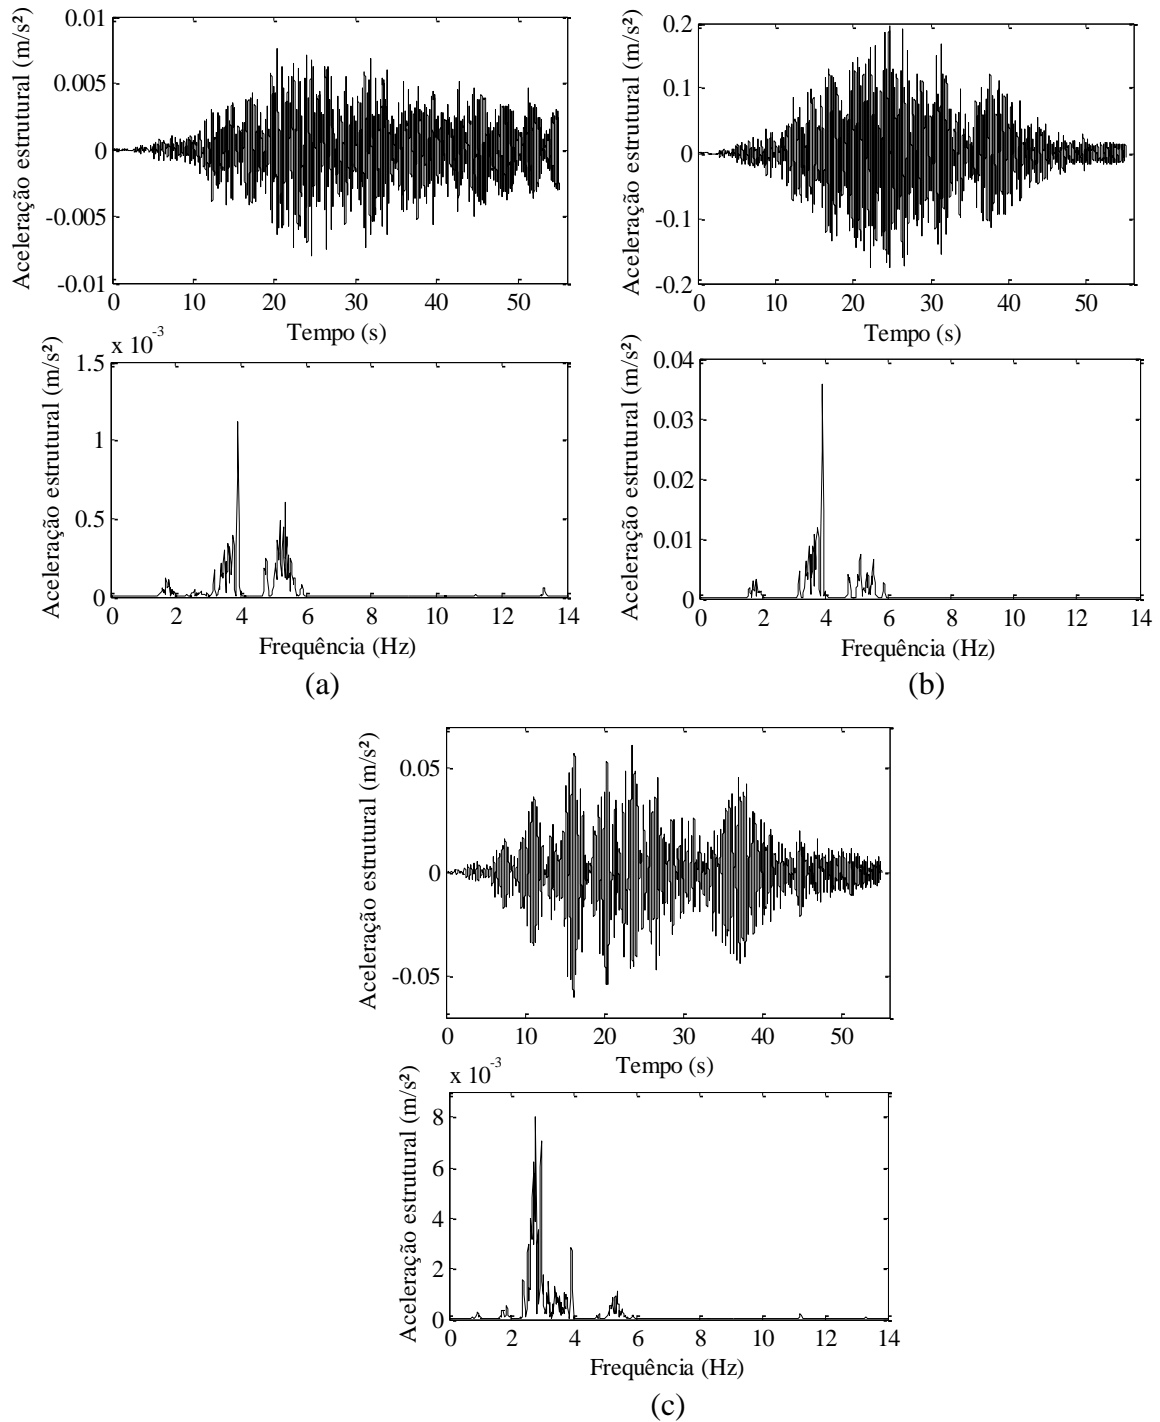 Aceleração estrutural (m/s²)
0.01
0.005
0
-0.005
-0.01
0 10 20 30 40 50
Tempo (s)
Aceleração estrutural (m/s²)
0.2
0.1
0
-0.1
-0.2
0 10 20 30 40 50
Tempo (s)
x 10-3
Aceleração estrutural (m/s²)
1.5
1
0.5
0
0 2 4 6 8 10 12 14
Frequência (Hz)
(a)
Aceleração estrutural (m/s²)
0.04
0.03
0.02
0.01
0
0 2 4 6 8 10 12 14
Frequência (Hz)
(b)
Aceleração estrutural (m/s²)
0.05
0
-0.05
0 10 20 30 40 50
Tempo (s)
x 10-3
Aceleração estrutural (m/s²)
8
6
4
2
0
0 2 4 6 8 10 12 14
Frequência (Hz)
(c)